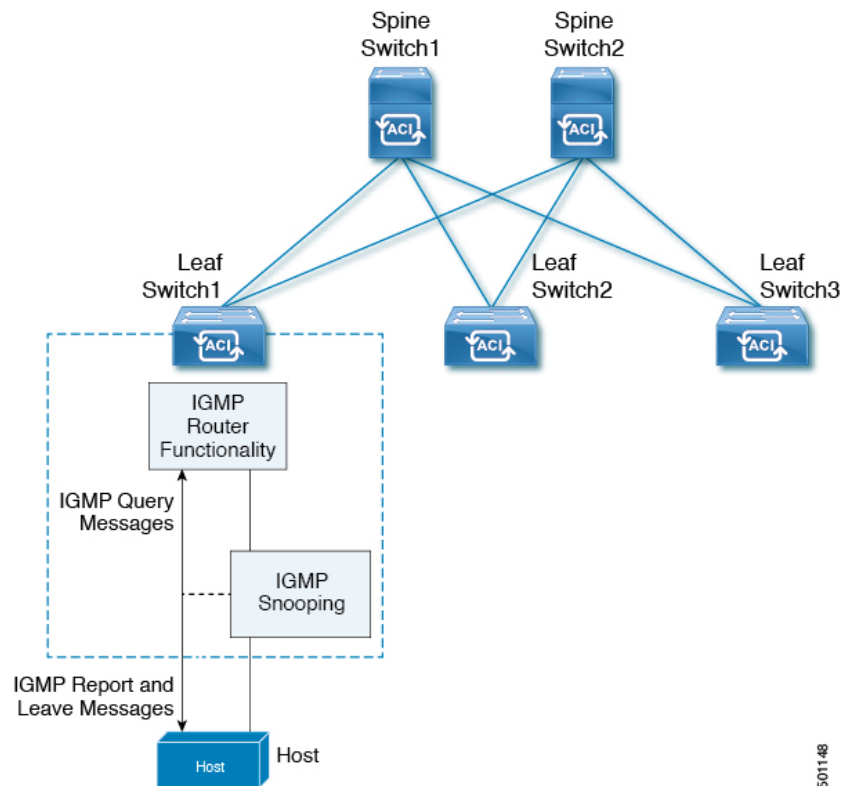 Spine
Switch1
Spine
Switch2
ACI
ACI
Leaf
Switch1
Leaf
Switch2
Leaf
Switch3
ACI
ACI
ACI
IGMP
Router
Functionality
IGMP Query
Messages
IGMP
Snooping
IGMP Report and
Leave Messages
Host
Host
501148